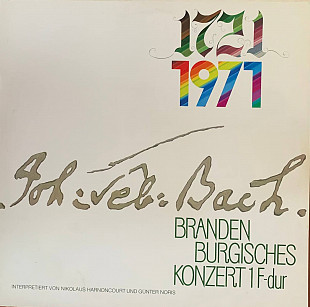 1721
1971
Joh: Seb: Bach.
BRANDEN
BURGISCHES
KONZERT 1 F-dur
INTERPRETIERT VON NIKOLAUS HARNONCOURT UND GÜNTER NORIS